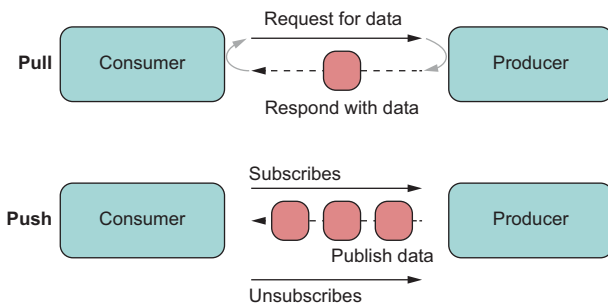 Request for data
Pull
Consumer
Producer
Respond with data
Subscribes
Push
Consumer
Producer
Publish data
Unsubscribes